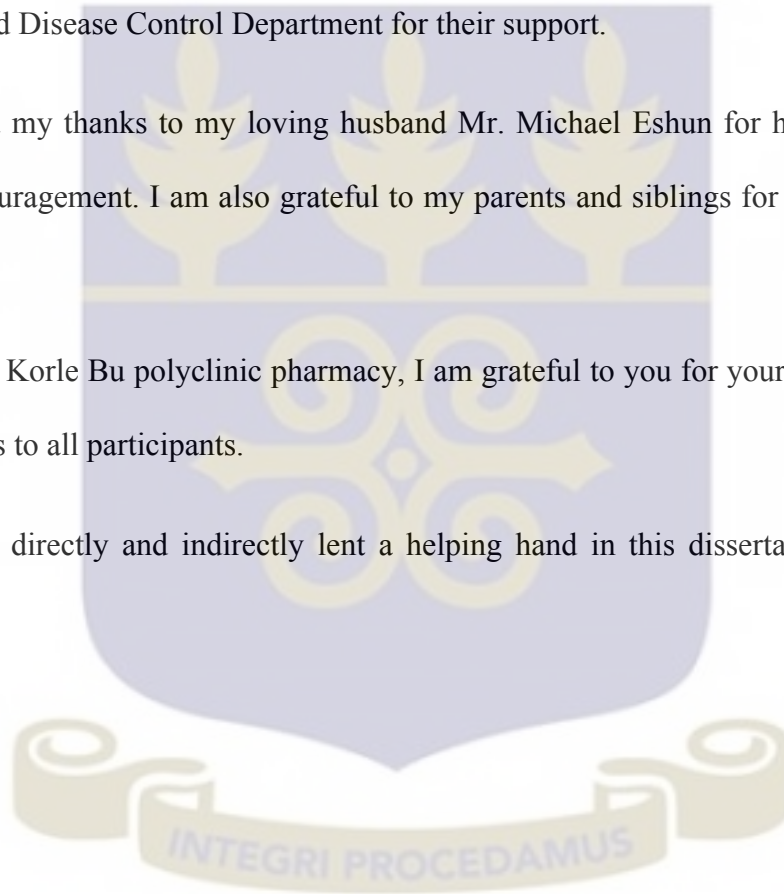 d Disease Control Department for their support.
my thanks to my loving husband Mr. Michael Eshun for h
uragement. I am also grateful to my parents and siblings for
Korle Bu polyclinic pharmacy, I am grateful to you for your
s to all participants.
directly and indirectly lent a helping hand in this disserta
INTEGRI PROCEDAMUS